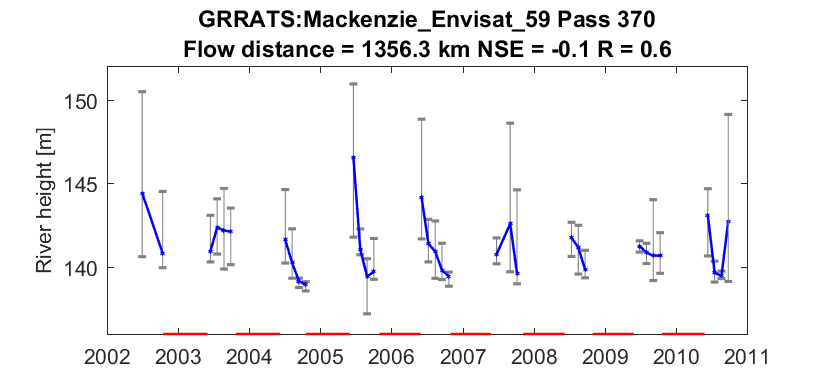 GRRATS:Mackenzie_Envisat_59 Pass 370
Flow distance = 1356.3 km NSE = -0.1 R = 0.6
River height [m]
150
145
140
2002 2003 2004 2005 2006 2007 2008 2009 2010 2011